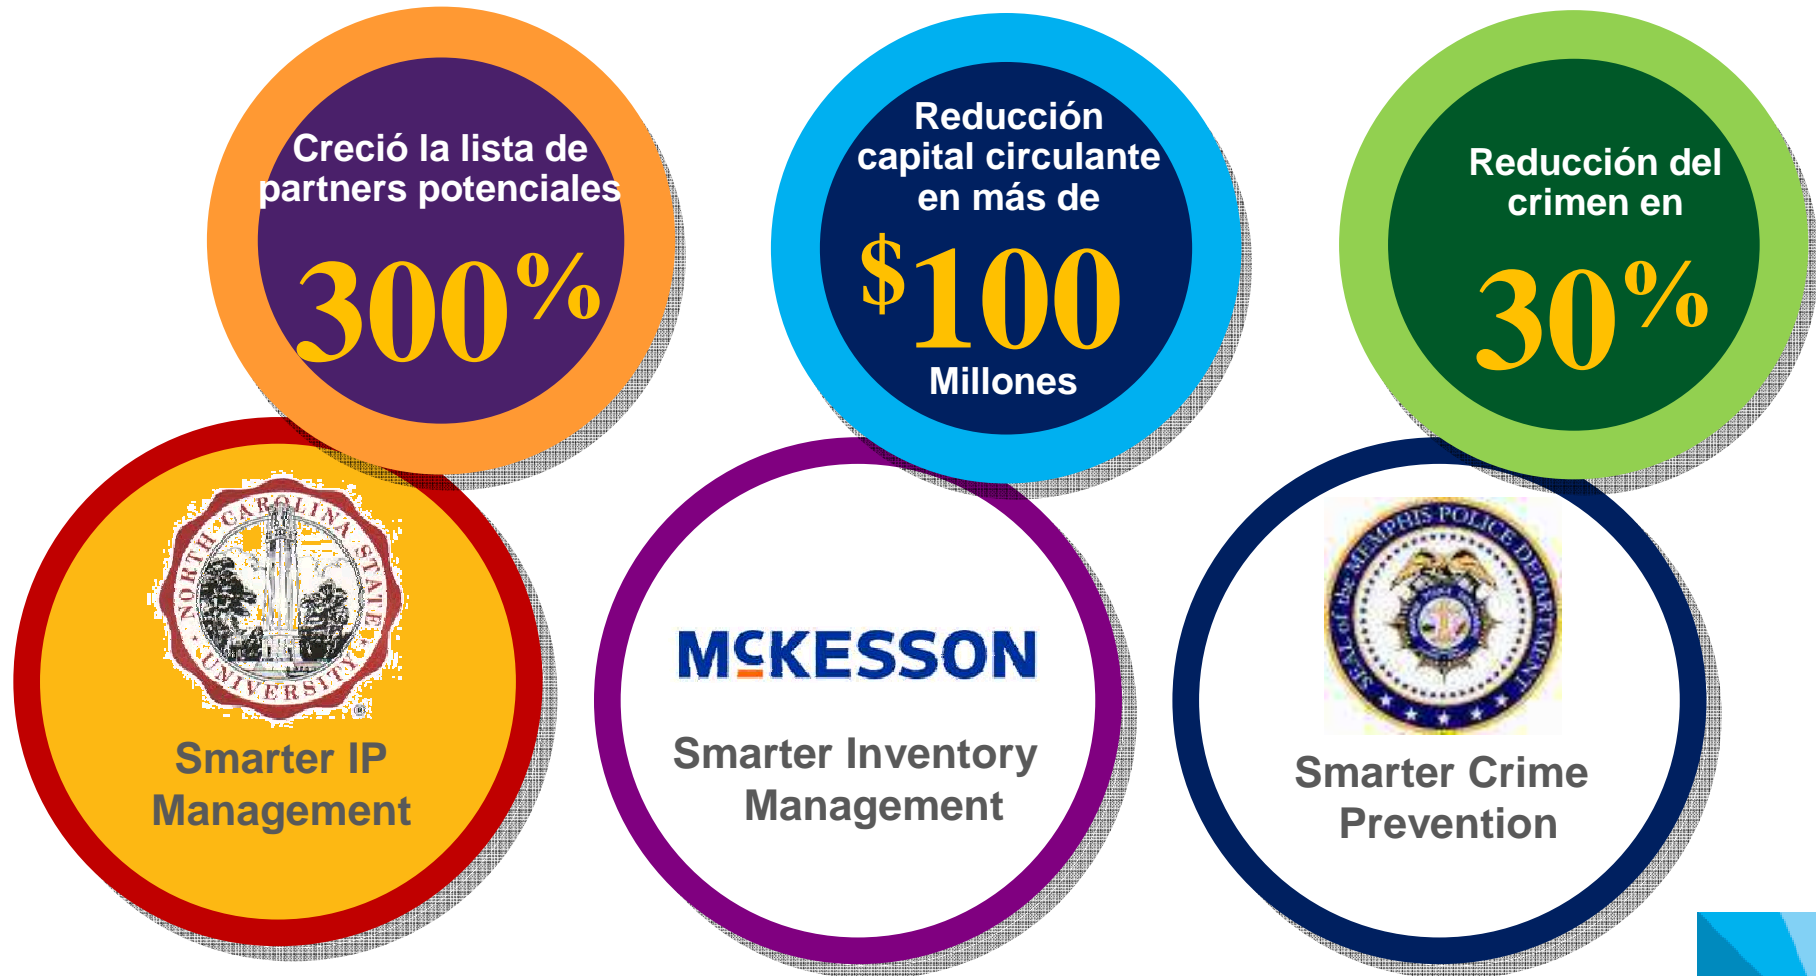 Creció la lista de
partners potenciales
300%
Reducción
capital circulante
en más de
$100
Millones
Reducción del
crimen en
30%
NORTH CAROLINA STATE
UNIVERSITY
®
Smarter IP
Management
MCKESSON
Smarter Inventory
Management
SEAL of the MEMPHIS POLICE DEPARTMENT
Smarter Crime
Prevention